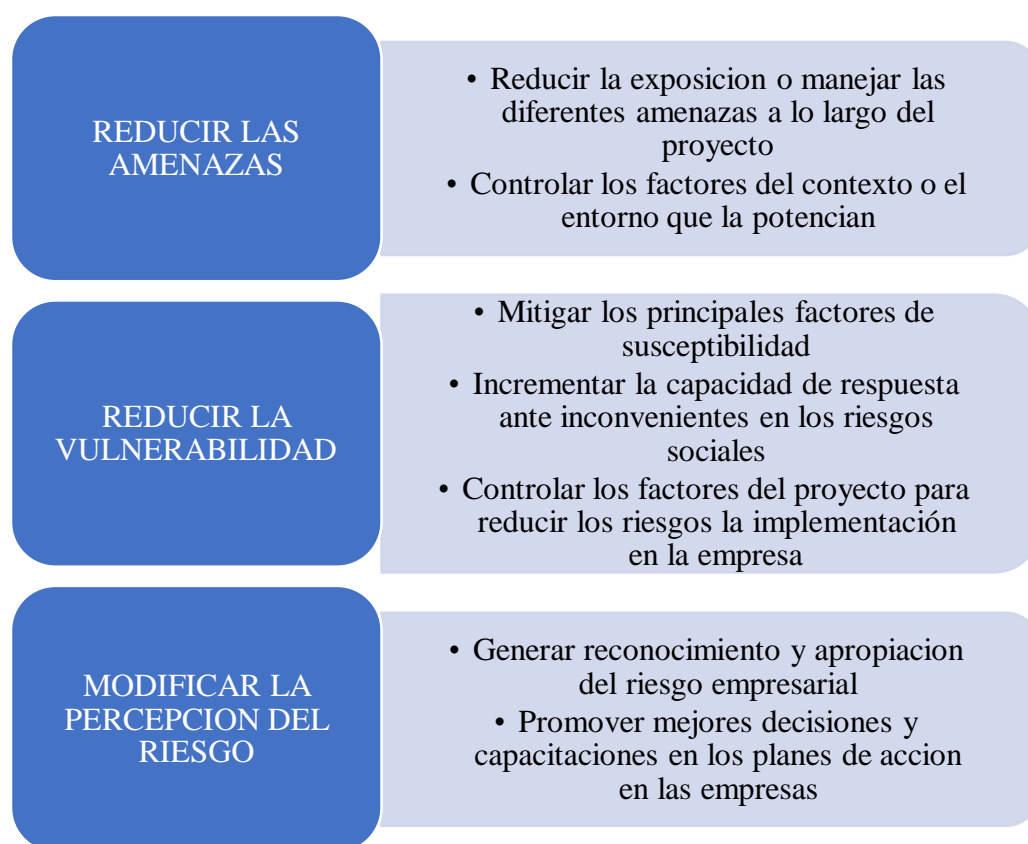 REDUCIR LAS
AMENAZAS
• Reducir la exposicion o manejar las
diferentes amenazas a lo largo del
proyecto
• Controlar los factores del contexto o el
entorno que la potencian
REDUCIR LA
VULNERABILIDAD
• Mitigar los principales factores de
susceptibilidad
• Incrementar la capacidad de respuesta
ante inconvenientes en los riesgos
sociales
• Controlar los factores del proyecto para
reducir los riesgos la implementación
en la empresa
MODIFICAR LA
PERCEPCION DEL
RIESGO
• Generar reconocimiento y apropiacion
del riesgo empresarial
• Promover mejores decisiones y
capacitaciones en los planes de accion
en las empresas